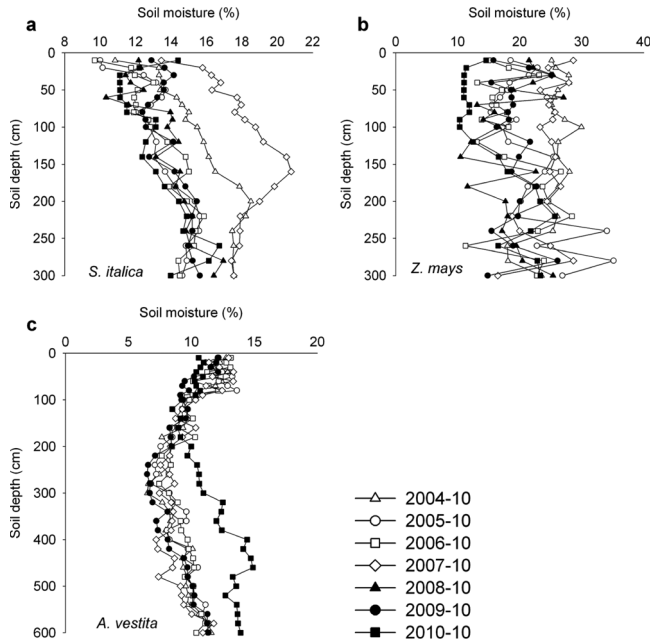 Soil moisture (%)
a
8 10 12 14 16 18 20 22
0
50
100
150
200
250
300
Soil depth (cm)
S. italica
Soil moisture (%)
b
0 10 20 30 40
0
50
100
150
200
250
300
Soil depth (cm)
Z. mays
c
Soil moisture (%)
0 5 10 15 20
0
100
200
300
400
500
600
Soil depth (cm)
A. vestita
2004-10
2005-10
2006-10
2007-10
2008-10
2009-10
2010-10